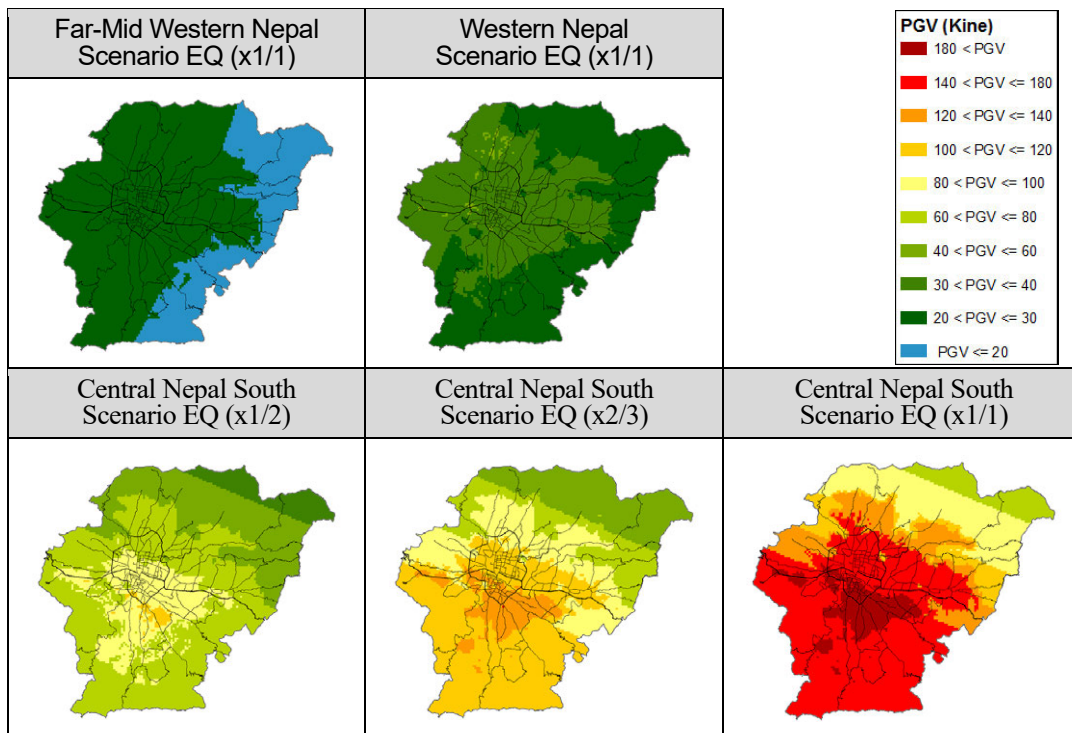 Far-Mid Western Nepal
Scenario EQ (x1/1)
Western Nepal
Scenario EQ (x1/1)
PGV (Kine)
180 < PGV
140 < PGV <= 180
120 < PGV <= 140
100 < PGV <= 120
80 < PGV <= 100
60 < PGV <= 80
40 < PGV <= 60
30 < PGV <= 40
20 < PGV <= 30
PGV <= 20
Central Nepal South
Scenario EQ (x1/2)
Central Nepal South
Scenario EQ (x2/3)
Central Nepal South
Scenario EQ (x1/1)